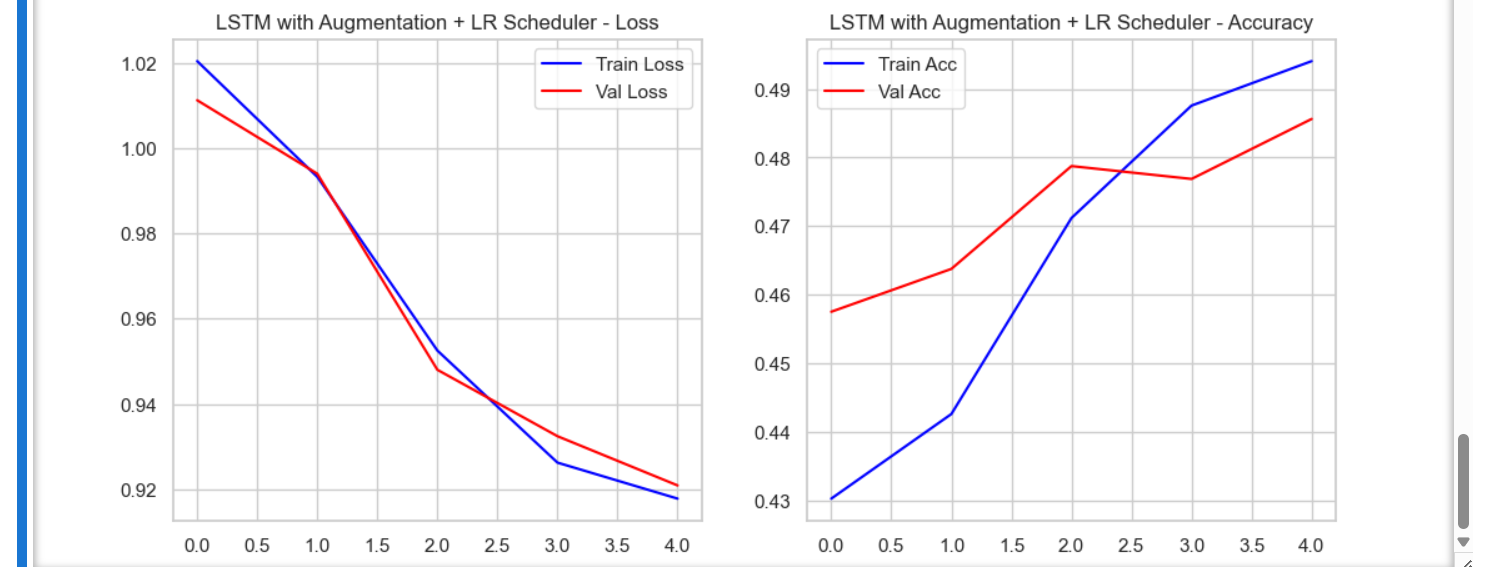 LSTM with Augmentation + LR Scheduler - Loss
1.02
1.00
0.98
0.96
0.94
0.92
Train Loss
Val Loss
0.0 0.5 1.0 1.5 2.0 2.5 3.0 3.5 4.0
LSTM with Augmentation + LR Scheduler - Accuracy
0.49
0.48
0.47
0.46
0.45
0.44
0.43
Train Acc
Val Acc
0.0 0.5 1.0 1.5 2.0 2.5 3.0 3.5 4.0